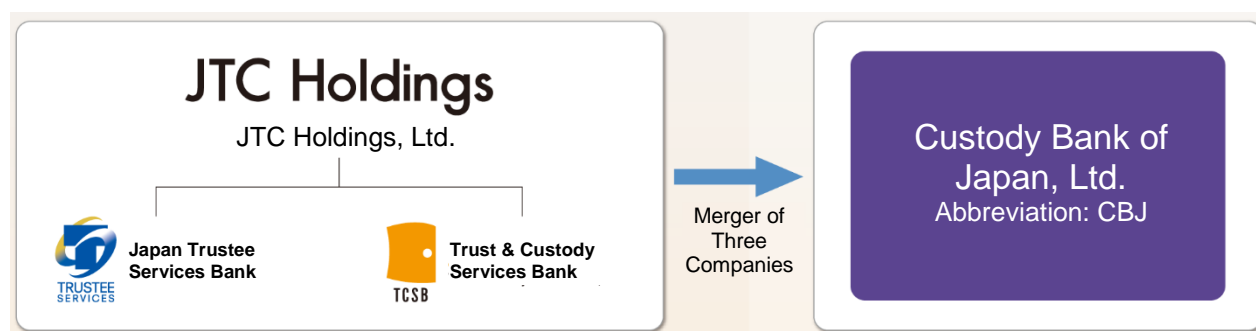 JTC Holdings
JTC Holdings, Ltd.
TRUSTEE
SERVICES
Japan Trustee
Services Bank
TCSB
Trust & Custody
Services Bank
Merger of
Three
Companies
Custody Bank of
Japan, Ltd.
Abbreviation: CBJ